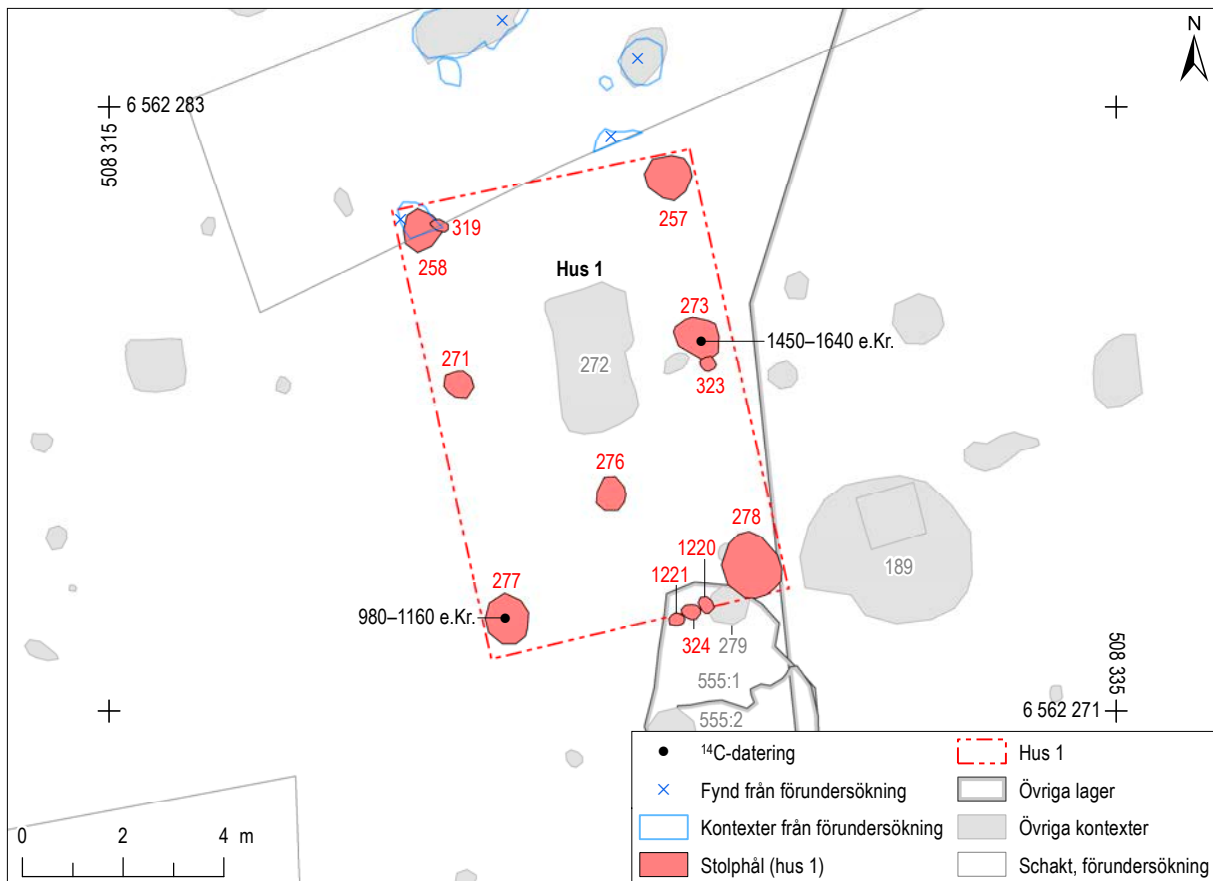 N
6 562 283
508 315
319
257
258
Hus 1
273
1450–1640 e.Kr.
271
272
323
276
278
1220
189
277
1221
980–1160 e.Kr.
324
279
555:1
508 335
6 562 271
555:2
14C-datering
Hus 1
Fynd från förundersökning
Övriga lager
Kontexter från förundersökning
Övriga kontexter
Stolphål (hus 1)
Schakt, förundersökning
0 2 4 m